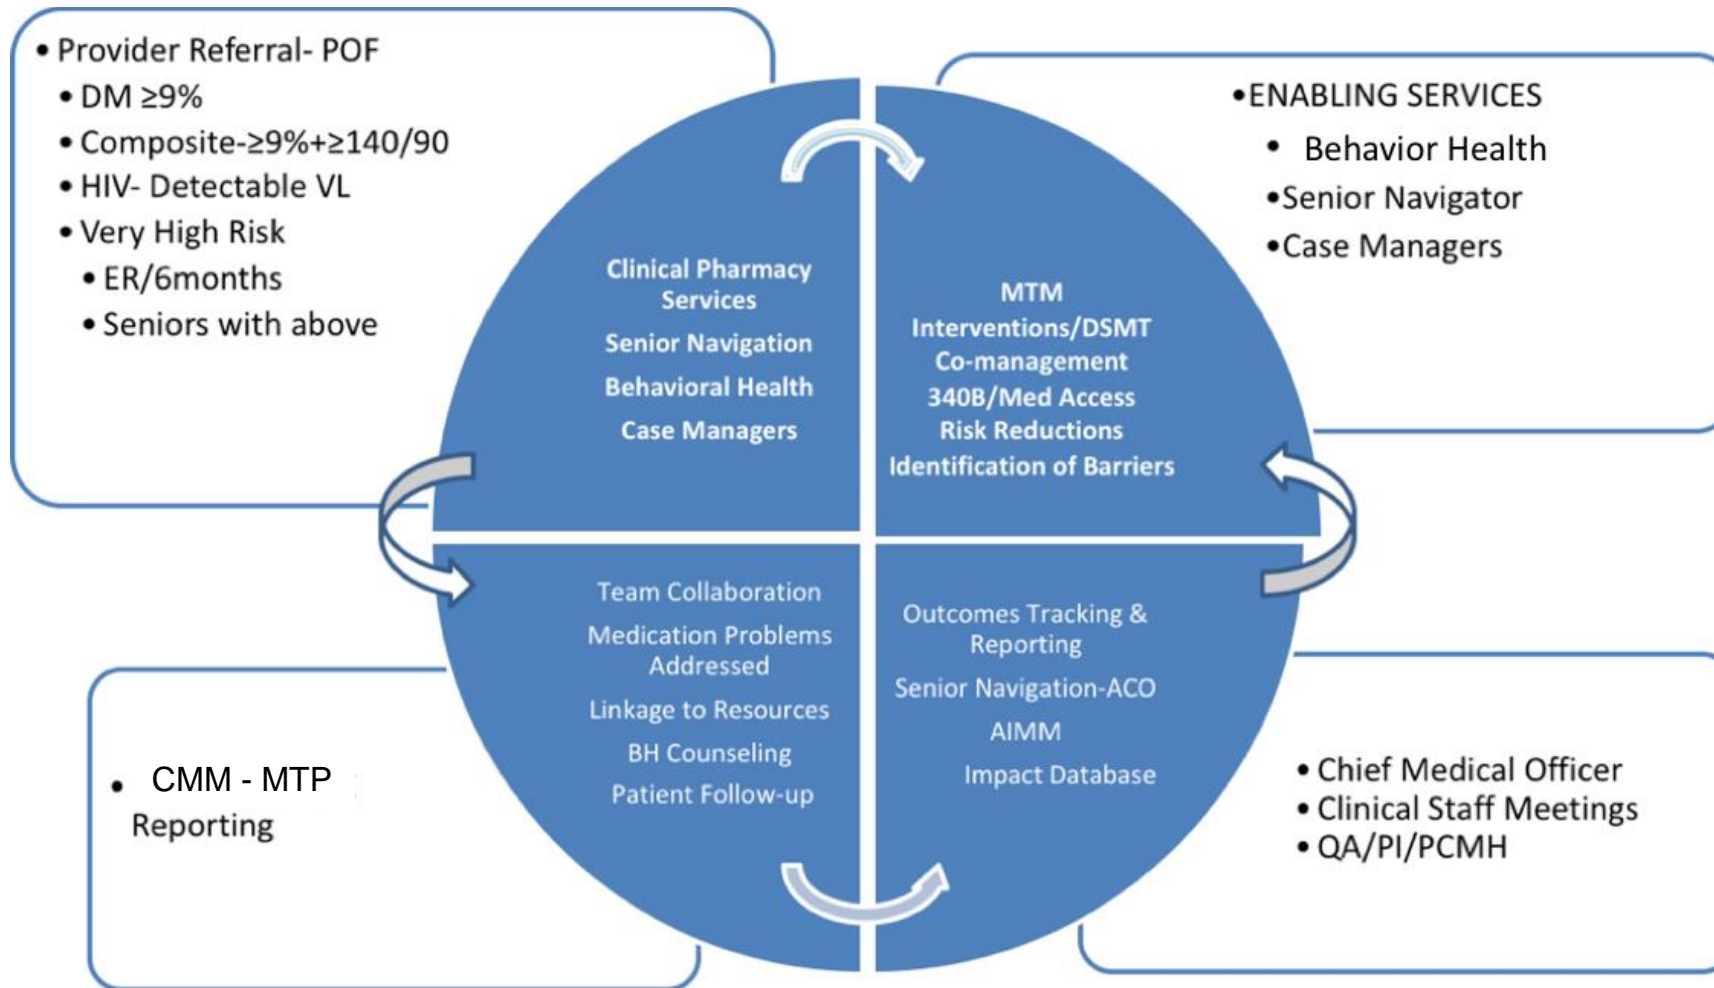 • Provider Referral- POF
• DM ≥9%
• Composite-≥9%+≥140/90
• HIV- Detectable VL
• Very High Risk
• ER/6months
• Seniors with above
•ENABLING SERVICES
• Behavior Health
•Senior Navigator
•Case Managers
Clinical Pharmacy
Services
Senior Navigation
Behavioral Health
Case Managers
MTM
Interventions/DSMT
Co-management
340B/Med Access
Risk Reductions
Identification of Barriers
Team Collaboration
Medication Problems
Addressed
Linkage to Resources
BH Counseling
Patient Follow-up
Outcomes Tracking &
Reporting
Senior Navigation-ACO
AIMM
Impact Database
• CMM - MTP
Reporting
• Chief Medical Officer
• Clinical Staff Meetings
• QA/PI/PCMH